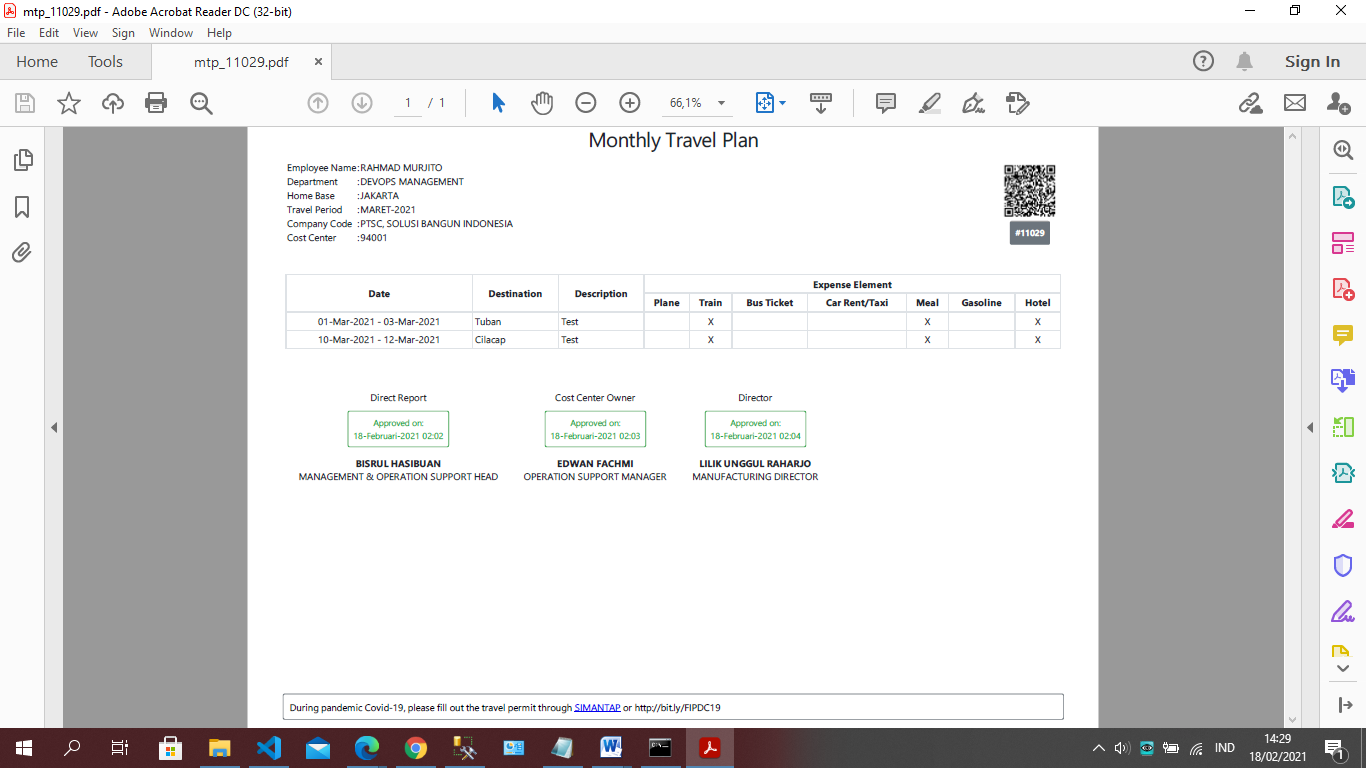 mtp_11029.pdf - Adobe Acrobat Reader DC (32-bit)
File Edit View Sign Window Help
Home Tools mtp_11029.pdf × Sign In
1 / 1 66,1%
Monthly Travel Plan
Employee Name :RAHMAD MURJITO
Department :DEVOPS MANAGEMENT
Home Base :JAKARTA
Travel Period :MARET-2021
Company Code :PTSC, SOLUSI BANGUN INDONESIA
Cost Center :94001
#11029
Date Destination Description Expense Element
Plane Train Bus Ticket Car Rent/Taxi Meal Gasoline Hotel
01-Mar-2021 - 03-Mar-2021 Tuban Test X X X
10-Mar-2021 - 12-Mar-2021 Cilacap Test X X X
Direct Report Cost Center Owner Director
Approved on: Approved on: Approved on:
18-Februari-2021 02:02 18-Februari-2021 02:03 18-Februari-2021 02:04
BISRUL HASIBUAN EDWAN FACHMI LILIK UNGGUL RAHARJO
MANAGEMENT & OPERATION SUPPORT HEAD OPERATION SUPPORT MANAGER MANUFACTURING DIRECTOR
During pandemic Covid-19, please fill out the travel permit through SIMANTAP or http://bit.ly/FIPDC19
IND 14:29
18/02/2021 1